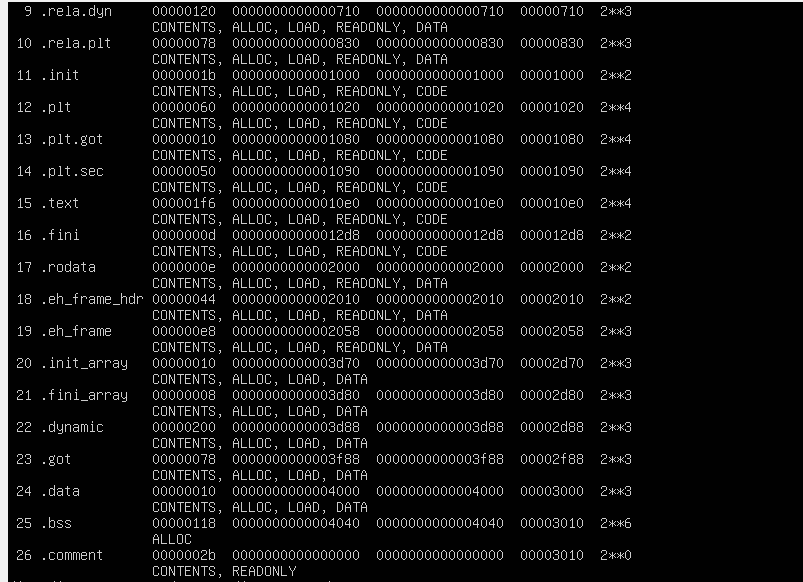 9 .rela.dyn 00000120 0000000000000710 0000000000000710 00000710 2**3
CONTENTS, ALLOC, LOAD, READONLY, DATA
10 .rela.plt 00000078 0000000000000830 0000000000000830 00000830 2**3
CONTENTS, ALLOC, LOAD, READONLY, DATA
11 .init 0000001b 0000000000001000 0000000000001000 00001000 2**2
CONTENTS, ALLOC, LOAD, READONLY, CODE
12 .plt 00000060 0000000000001020 0000000000001020 00001020 2**4
CONTENTS, ALLOC, LOAD, READONLY, CODE
13 .plt.got 00000010 0000000000001080 0000000000001080 00001080 2**4
CONTENTS, ALLOC, LOAD, READONLY, CODE
14 .plt.sec 00000050 0000000000001090 0000000000001090 00001090 2**4
CONTENTS, ALLOC, LOAD, READONLY, CODE
15 .text 000001f6 00000000000010e0 00000000000010e0 000010e0 2**4
CONTENTS, ALLOC, LOAD, READONLY, CODE
16 .fini 0000000d 00000000000012d8 00000000000012d8 000012d8 2**2
CONTENTS, ALLOC, LOAD, READONLY, CODE
17 .rodata 0000000e 0000000000002000 0000000000002000 00002000 2**2
CONTENTS, ALLOC, LOAD, READONLY, DATA
18 .eh_frame_hdr 00000044 0000000000002010 0000000000002010 00002010 2**2
CONTENTS, ALLOC, LOAD, READONLY, DATA
19 .eh_frame 000000e8 0000000000002058 0000000000002058 00002058 2**3
CONTENTS, ALLOC, LOAD, READONLY, DATA
20 .init_array 00000010 0000000000003d70 0000000000003d70 00002d70 2**3
CONTENTS, ALLOC, LOAD, DATA
21 .fini_array 00000008 0000000000003d80 0000000000003d80 00002d80 2**3
CONTENTS, ALLOC, LOAD, DATA
22 .dynamic 00000200 0000000000003d88 0000000000003d88 00002d88 2**3
CONTENTS, ALLOC, LOAD, DATA
23 .got 00000078 0000000000003f88 0000000000003f88 00002f88 2**3
CONTENTS, ALLOC, LOAD, DATA
24 .data 00000010 0000000000004000 0000000000004000 00003000 2**3
CONTENTS, ALLOC, LOAD, DATA
25 .bss 00000118 0000000000004040 0000000000004040 00003010 2**6
ALLOC
26 .comment 0000002b 0000000000000000 0000000000000000 00003010 2**0
CONTENTS, READONLY